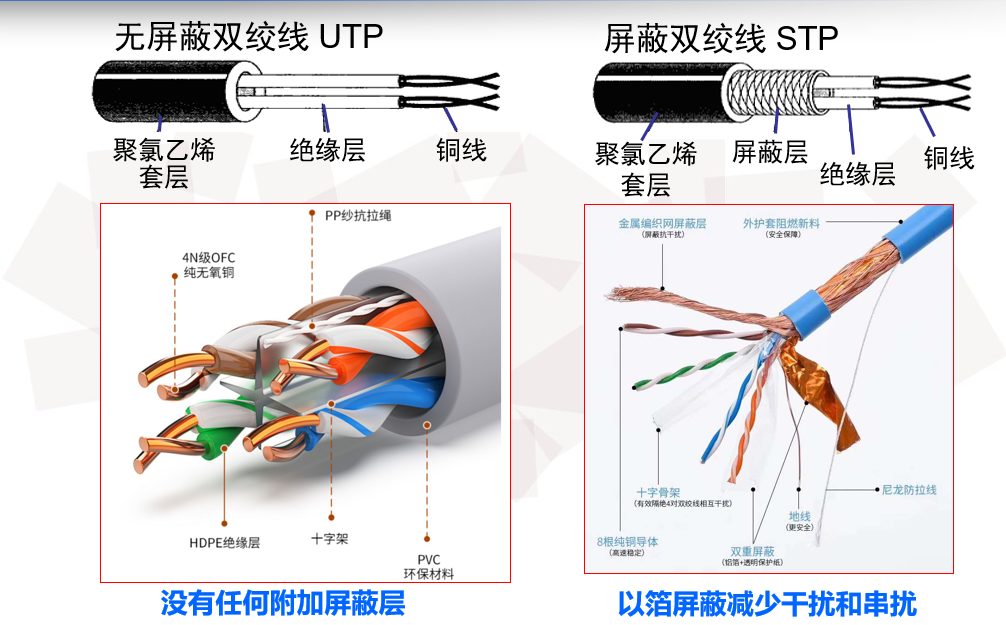 无屏蔽双绞线 UTP
聚氯乙烯
套层
绝缘层
铜线
屏蔽双绞线 STP
聚氯乙烯
套层
屏蔽层
绝缘层
铜线
PP纱抗拉绳
4N级OFC
纯无氧铜
HDPE绝缘层
十字架
PVC
环保材料
没有任何附加屏蔽层
金属编织网屏蔽层
(屏蔽抗干扰)
外护套阻燃新料
(安全保障)
十字骨架
(有效隔绝4对双绞线相互干扰)
8根纯铜导体
(高速稳定)
双重屏蔽
(铝箔+透明保护纸)
地线
(更安全)
尼龙防拉线
以箔屏蔽减少干扰和串扰